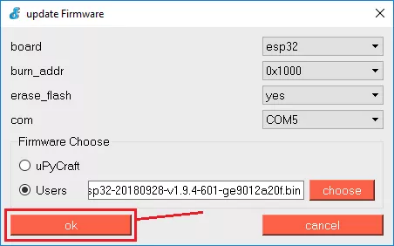 update Firmware
board esp32
burn_addr 0x1000
erase_flash yes
com COM5
Firmware Choose
uPyCraft
Users sp32-20180928-v1.9.4-601-ge9012a20f.bin choose
ok cancel